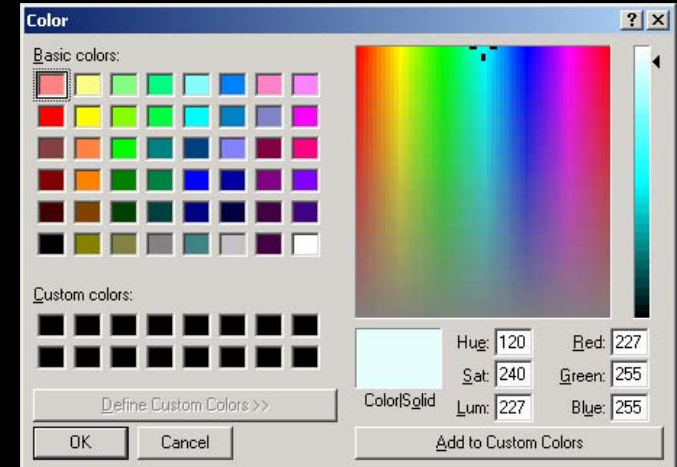 Color
Basic colors:
Custom colors:
Define Custom Colors >>
OK Cancel
Hue: 120 Red: 227
Sat: 240 Green: 255
Color|Solid Lum: 227 Blue: 255
Add to Custom Colors